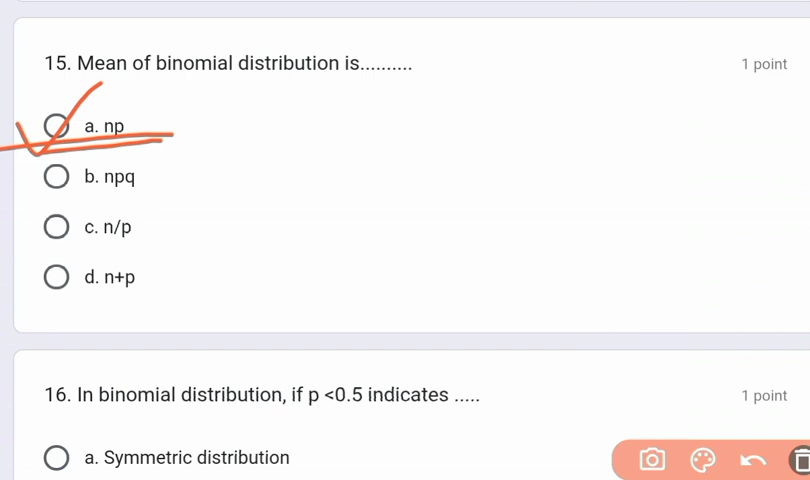 15. Mean of binomial distribution is..........
1 point
a. np
b. npq
c. n/p
d. n+p
16. In binomial distribution, if p <0.5 indicates .....
1 point
a. Symmetric distribution